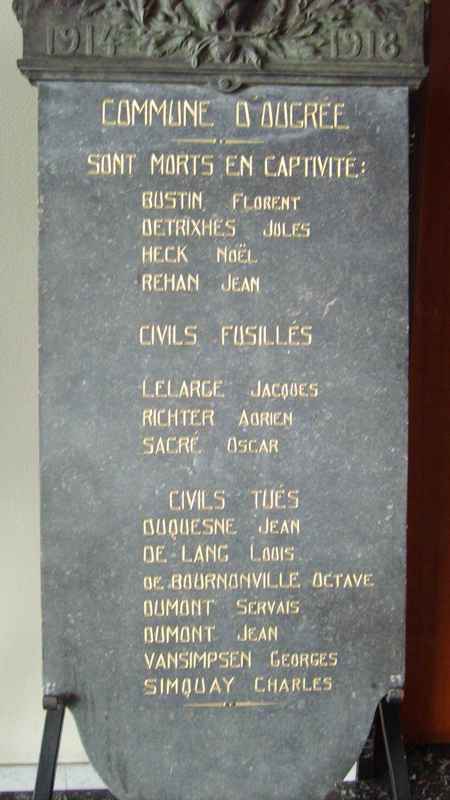 1914 1918
COMMUNE D'OUGRÉE
SONT MORTS EN CAPTIVITÉ:
BUSTIN FLORENT
DETRIXHES JULES
HECK NOËL
REHAN JEAN
CIVILS FUSILLÉS
LELARGE JACQUES
RICHTER ADRIEN
SACRÉ OSCAR
CIVILS TUÉS
DUQUESNE JEAN
DE LANG LOUIS
DE BOURNONVILLE OCTAVE
DUMONT SERVAIS
DUMONT JEAN
VANSIMPSEN GEORGES
SIMQUAY CHARLES